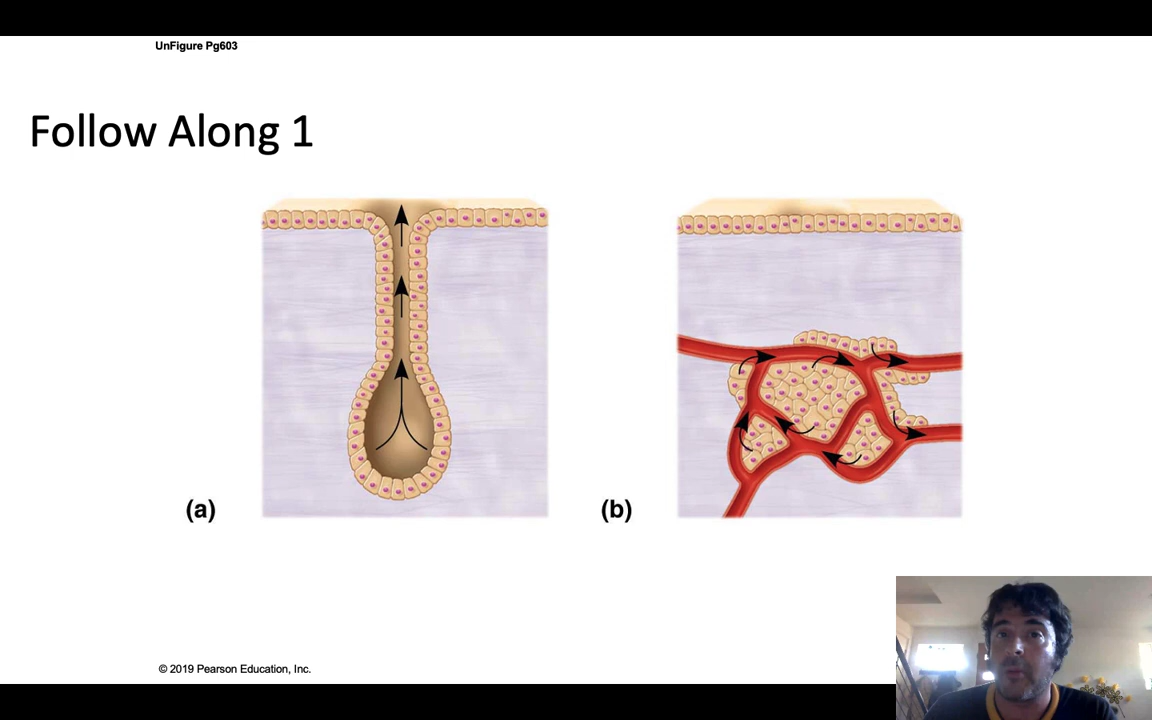 UnFigure Pg603
Follow Along 1
(a)
(b)
© 2019 Pearson Education, Inc.